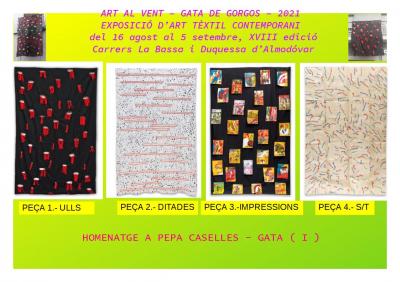 ART AL VENT – GATA DE GORGOS - 2021
EXPOSICIÓ D'ART TÈXTIL CONTEMPORANI
del 16 agost al 5 setembre, XVIII edició
Carrers La Bassa i Duquessa d'Almodóvar
PEÇA 1.- ULLS
PEÇA 2.- DITADES
PEÇA 3.-IMPRESSIONS
PEÇA 4.- S/T
HOMENATGE A PEPA CASELLES – GATA ( I )